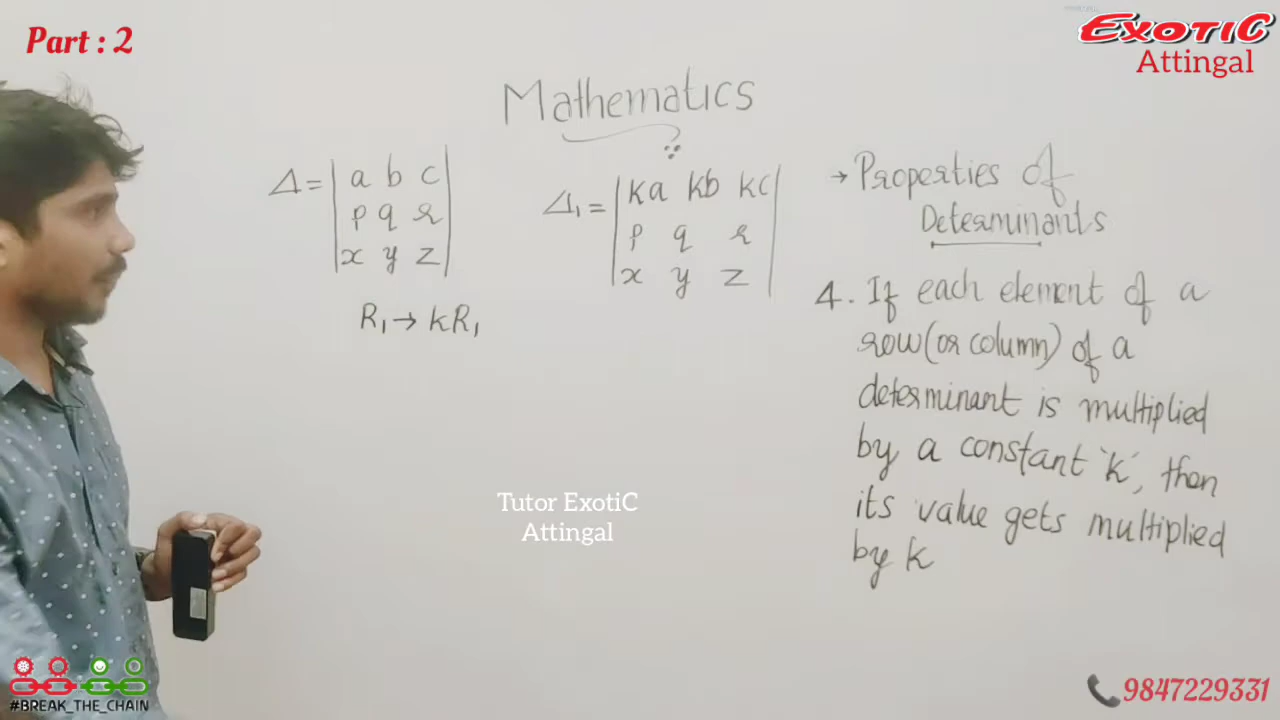 Part : 2
EXOTIC
Attingal
Mathematics
Δ = | a b c |
| p q r |
| x y z |
R₁ → kR₁
Δ₁ = | ka kb kc |
| p q r |
| x y z |
→ Properties of
Determinants
4. If each element of a
row (or column) of a
determinant is multiplied
by a constant 'k', then
its value gets multiplied
by k
Tutor ExotiC
Attingal
#BREAK_THE_CHAIN
9847229331